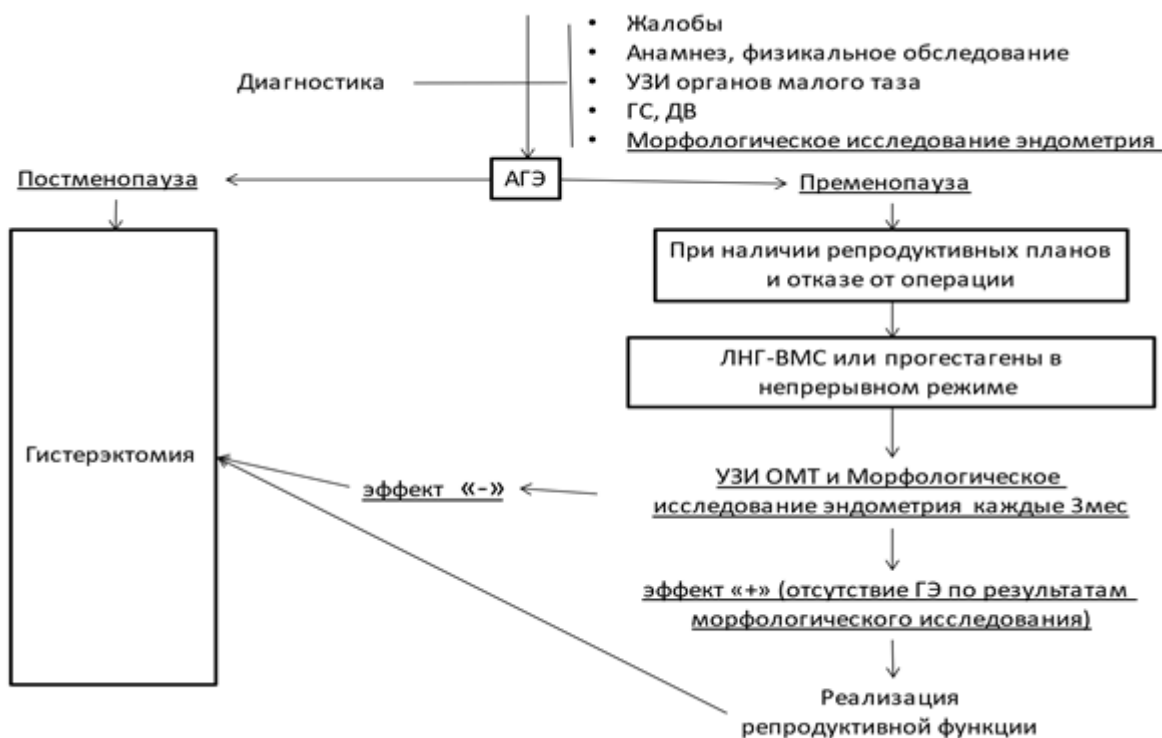 • Жалобы
• Анамнез, физикальное обследование
Диагностика
• УЗИ органов малого таза
• ГС, ДВ
• Морфологическое исследование эндометрия
Постменопауза
АГЭ
Пременопауза
При наличии репродуктивных планов
и отказе от операции
ЛНГ-ВМС или прогестагены в
непрерывном режиме
Гистерэктомия
УЗИ ОМТ и Морфологическое
исследование эндометрия каждые 3мес
эффект «-»
эффект «+» (отсутствие ГЭ по результатам
морфологического исследования)
Реализация
репродуктивной функции